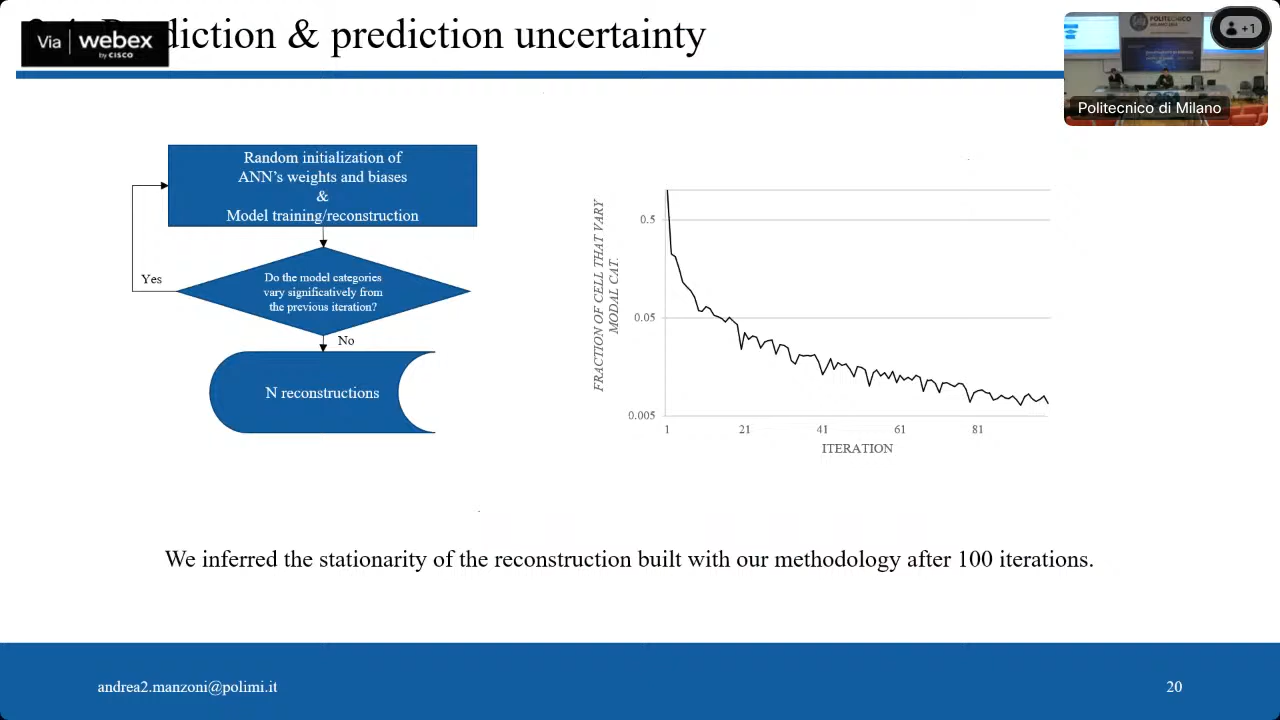 diction & prediction uncertainty
Via webex
by CISCO
+1
POLITECNICO
Politecnico di Milano
Random initialization of
ANN's weights and biases
&
Model training/reconstruction
Yes
Do the model categories
vary significatively from
the previous iteration?
No
N reconstructions
FRACTION OF CELL THAT VARY
MODAL CAT.
0.5
0.05
0.005
1 21 41 61 81
ITERATION
We inferred the stationarity of the reconstruction built with our methodology after 100 iterations.
andrea2.manzoni@polimi.it
20